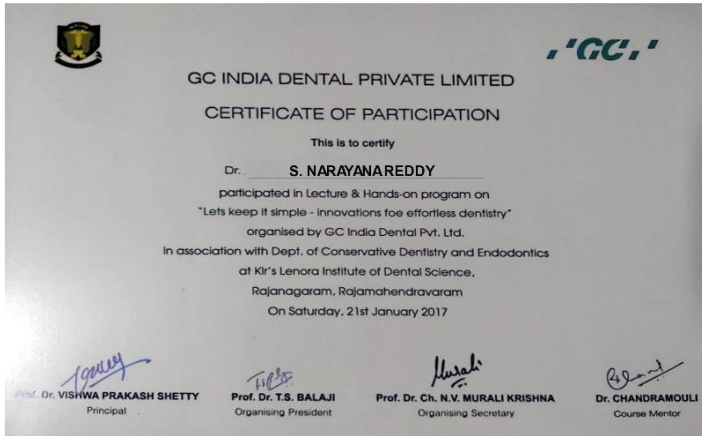 'GC,'
GC INDIA DENTAL PRIVATE LIMITED
CERTIFICATE OF PARTICIPATION
This is to certify
Dr. S. NARAYANA REDDY
participated in Lecture & Hands-on program on
"Lets keep it simple - innovations foe effortless dentistry"
organised by GC India Dental Pvt. Ltd.
In association with Dept. of Conservative Dentistry and Endodontics
at Kir's Lenora Institute of Dental Science,
Rajanagaram, Rajamahendravaram
On Saturday, 21st January 2017
Murali
Prof. Dr. VISHWA PRAKASH SHETTY
Principal
Prof. Dr. T.S. BALAJI
Organising President
Prof. Dr. Ch. N.V. MURALI KRISHNA
Organising Secretary
Dr. CHANDRAMOULI
Course Mentor